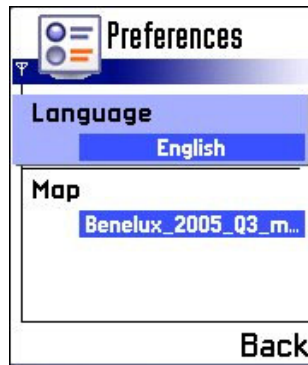 Preferences
Language
English
Map
Benelux_2005_Q3_m...
Back